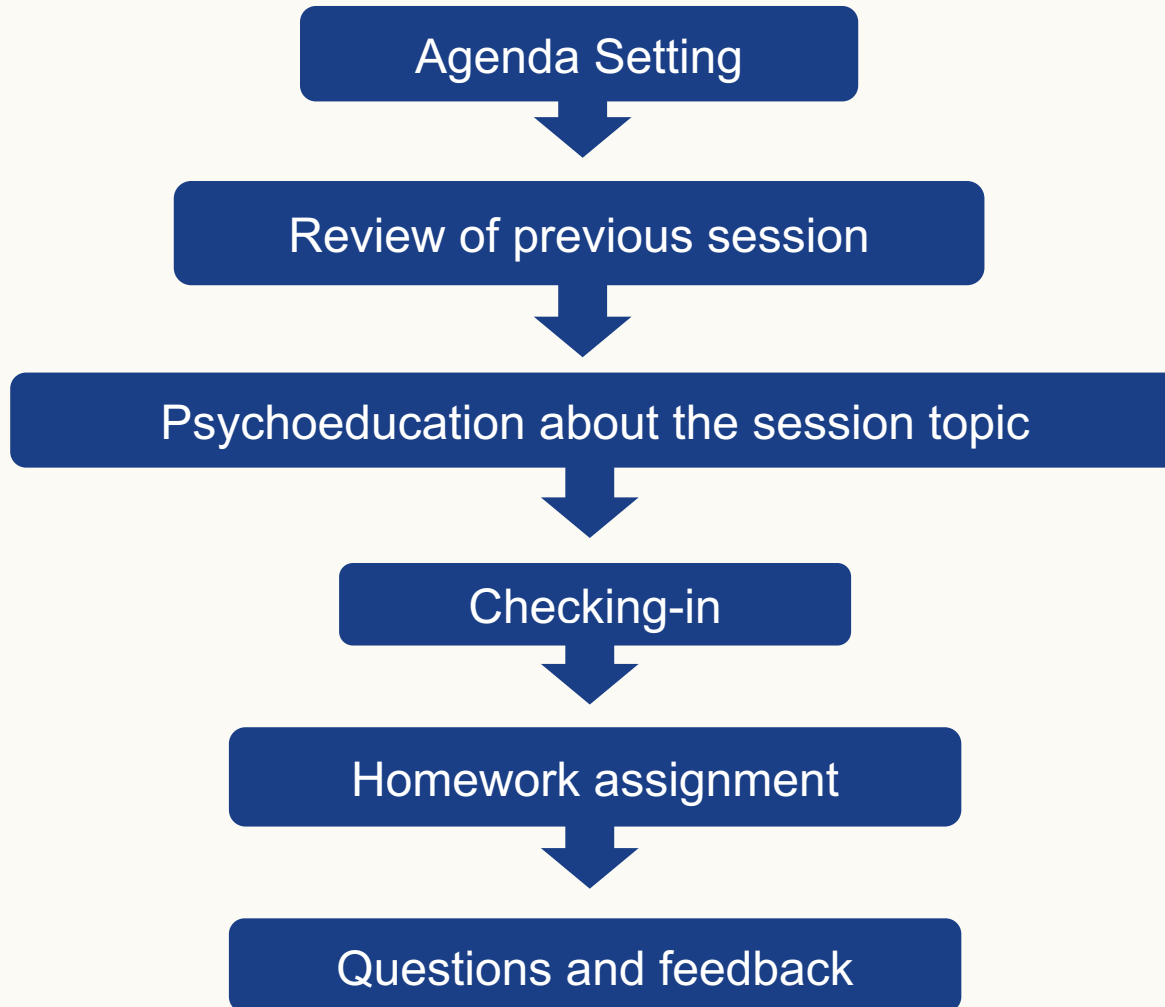 Agenda Setting
Review of previous session
Psychoeducation about the session topic
Checking-in
Homework assignment
Questions and feedback